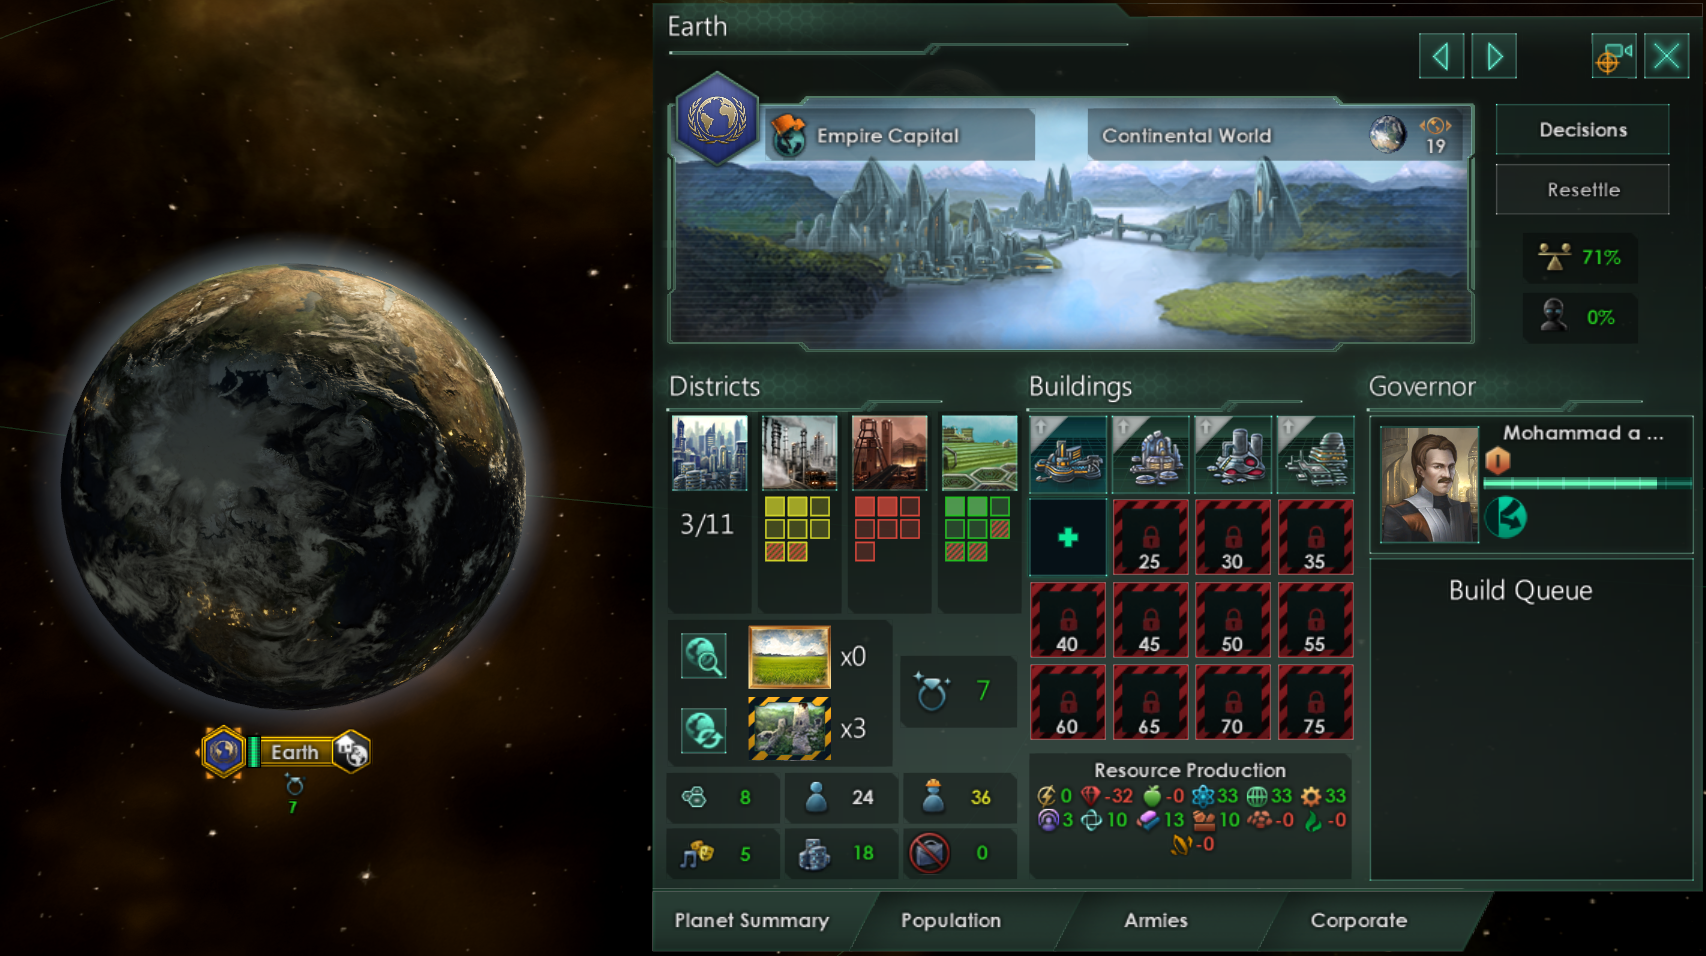 Earth
Empire Capital
Continental World
19
Decisions
Resettle
71%
0%
Districts
Buildings
Governor
3/11
Mohammad a ...
25
30
35
Build Queue
40
45
50
55
x0
7
x3
60
65
70
75
Earth
7
Resource Production
0 -32 -0 33 33 33
3 10 13 10 -0 -0
-0
8
24
36
5
18
0
Planet Summary
Population
Armies
Corporate